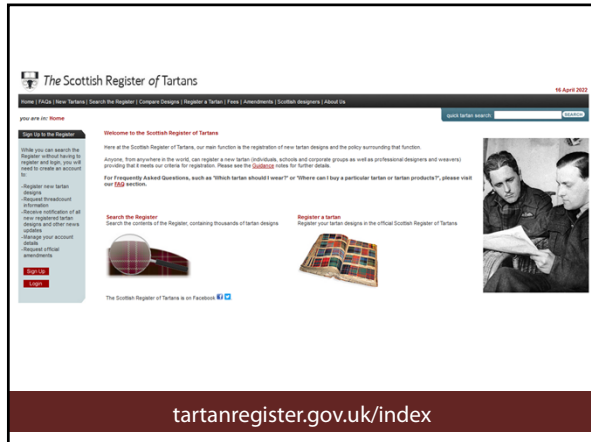 The Scottish Register of Tartans
16 April 2022
Home | FAQs | New Tartans | Search the Register | Compare Designs | Register a Tartan | Fees | Amendments | Scottish designers | About Us
you are in: Home
quick tartan search
SEARCH
Sign Up to the Register
While you can search the
Register without having to
register and login, you will
need to create an account
to:
-Register new tartan
designs
-Request threadcount
information
-Receive notification of all
new registered tartan
designs and other news
updates.
-Manage your account
details
-Request official
amendments
Sign Up
Login
Welcome to the Scottish Register of Tartans
Here at the Scottish Register of Tartans, our main function is the registration of new tartan designs and the policy surrounding that function.
Anyone, from anywhere in the world, can register a new tartan (individuals, schools and corporate groups as well as professional designers and weavers)
providing that it meets our criteria for registration. Please see the Guidance notes for further details.
For Frequently Asked Questions, such as "Which tartan should I wear?" or "Where can I buy a particular tartan or tartan products?", please visit
our FAQ section.
Search the Register
Search the contents of the Register, containing thousands of tartan designs
Register a tartan
Register your tartan designs in the official Scottish Register of Tartans
The Scottish Register of Tartans is on Facebook
tartanregister.gov.uk/index